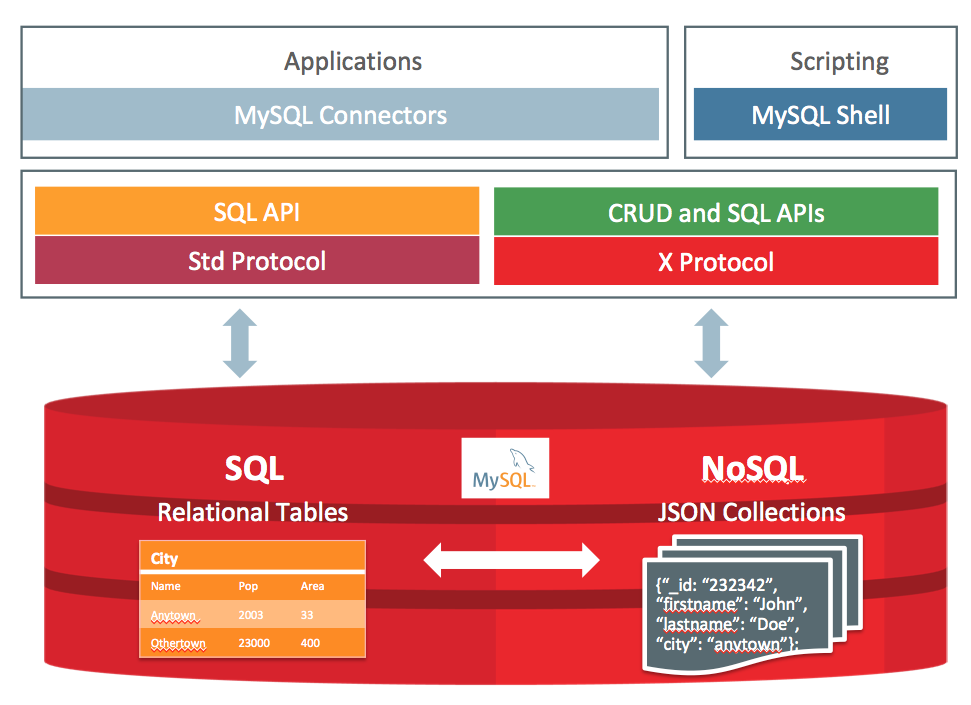 Applications
MySQL Connectors
Scripting
MySQL Shell
SQL API
Std Protocol
CRUD and SQL APIs
X Protocol
SQL
Relational Tables
City
Name Pop Area
Anytown 2003 33
Othertown 23000 400
MySQL™
NoSQL
JSON Collections
{“_id: “232342”,
“firstname”: “John”,
“lastname”: “Doe”,
“city”: “anytown”};